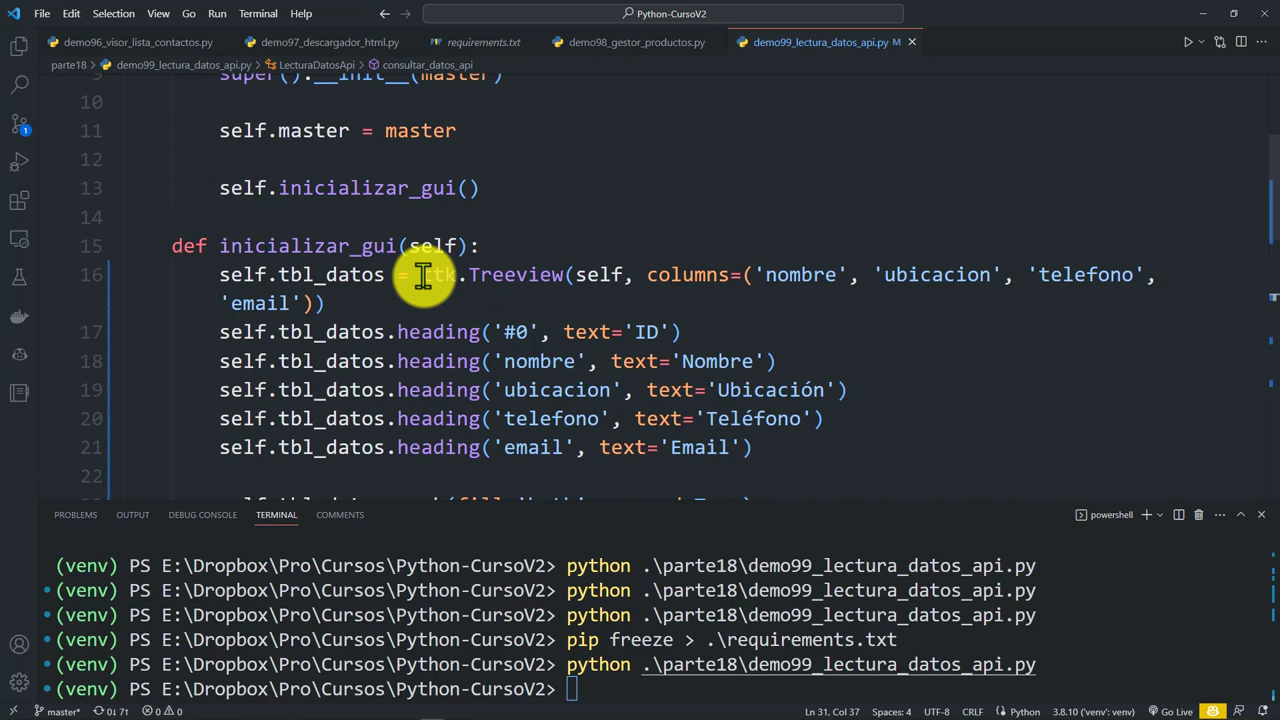 File Edit Selection View Go Run Terminal Help Python-CursoV2
demo96_visor_lista_contactos.py demo97_descargador_html.py requirements.txt demo98_gestor_productos.py demo99_lectura_datos_api.py M
parte18 > demo99_lectura_datos_api.py > LecturaDatosApi > consultar_datos_api
9 super().__init__(master)
10
11 self.master = master
12
13 self.inicializar_gui()
14
15 def inicializar_gui(self):
16 self.tbl_datos = ttk.Treeview(self, columns=('nombre', 'ubicacion', 'telefono',
'email'))
17 self.tbl_datos.heading('#0', text='ID')
18 self.tbl_datos.heading('nombre', text='Nombre')
19 self.tbl_datos.heading('ubicacion', text='Ubicación')
20 self.tbl_datos.heading('telefono', text='Teléfono')
21 self.tbl_datos.heading('email', text='Email')
22
PROBLEMS OUTPUT DEBUG CONSOLE TERMINAL COMMENTS powershell
(venv) PS E:\Dropbox\Pro\Cursos\Python-CursoV2> python .\parte18\demo99_lectura_datos_api.py
(venv) PS E:\Dropbox\Pro\Cursos\Python-CursoV2> python .\parte18\demo99_lectura_datos_api.py
(venv) PS E:\Dropbox\Pro\Cursos\Python-CursoV2> python .\parte18\demo99_lectura_datos_api.py
(venv) PS E:\Dropbox\Pro\Cursos\Python-CursoV2> pip freeze > .\requirements.txt
(venv) PS E:\Dropbox\Pro\Cursos\Python-CursoV2> python .\parte18\demo99_lectura_datos_api.py
(venv) PS E:\Dropbox\Pro\Cursos\Python-CursoV2>
master* 0↓ 7↑ 0 0 Ln 31, Col 37 Spaces: 4 UTF-8 CRLF Python 3.8.10 ('venv': venv) Go Live